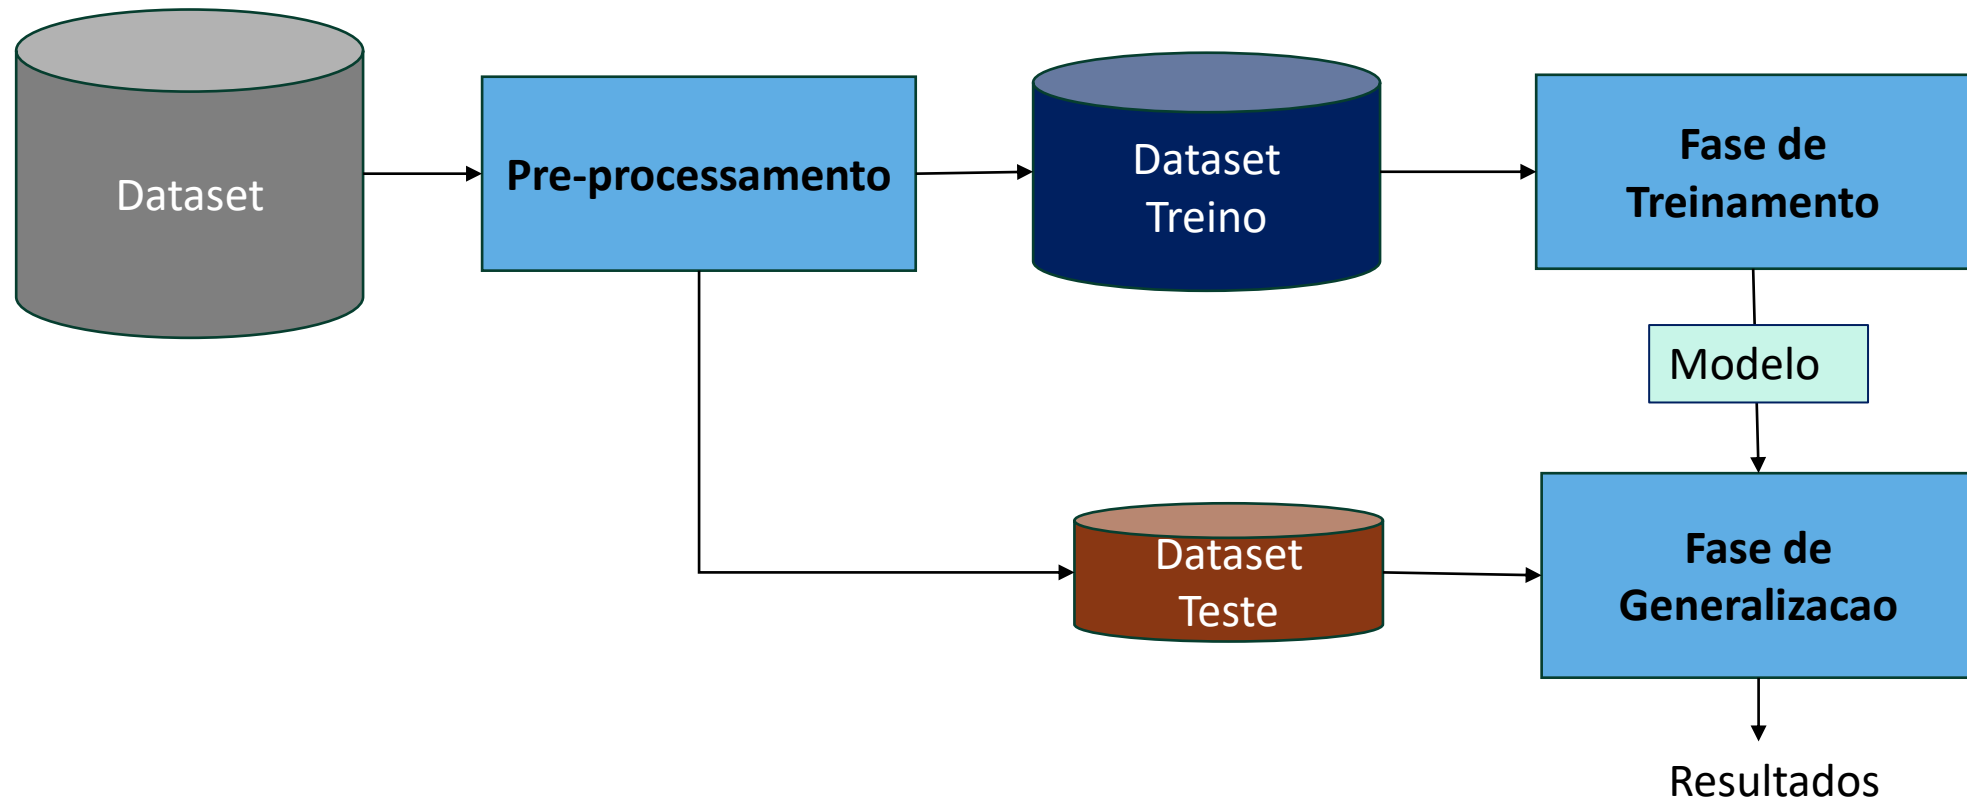 Dataset
Pre-processamento
Dataset
Treino
Fase de
Treinamento
Modelo
Dataset
Teste
Fase de
Generalizacao
Resultados